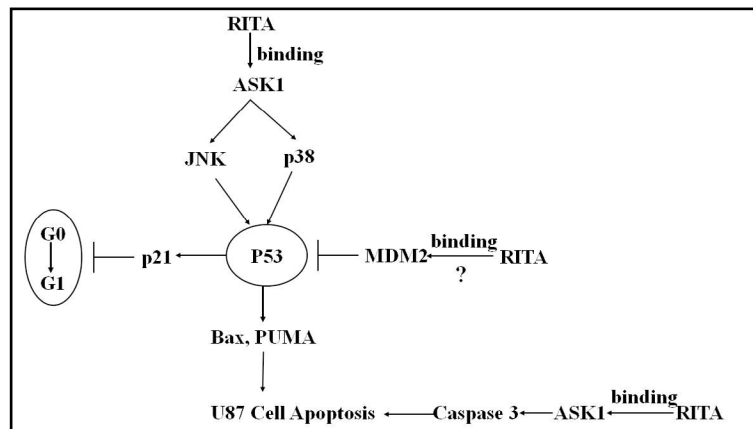 RITA
binding
ASK1
JNK p38
G0
G1
p21
P53
MDM2
binding
?
RITA
Bax, PUMA
U87 Cell Apoptosis
Caspase 3
ASK1
binding
RITA